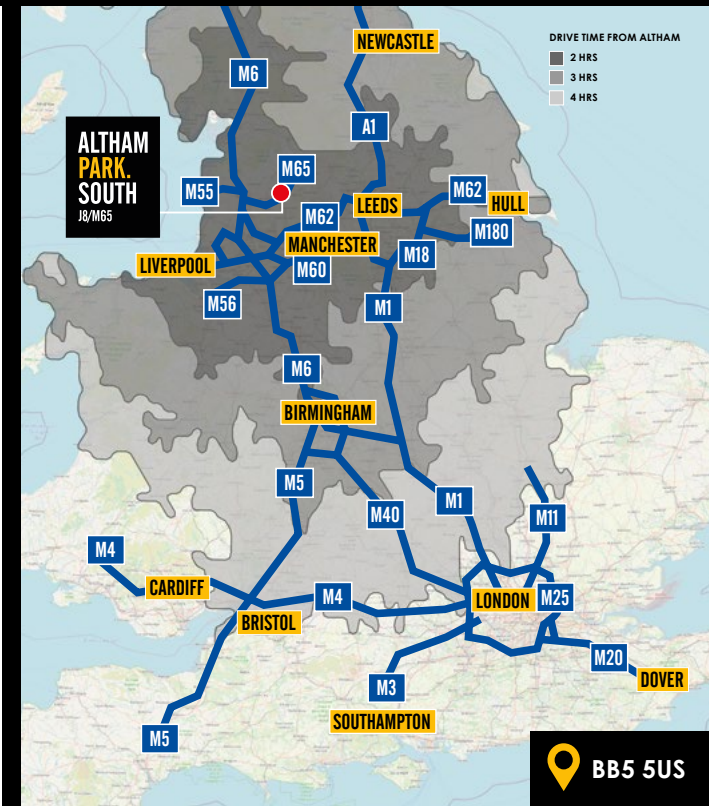 NEWCASTLE
DRIVE TIME FROM ALTHAM
2 HRS
3 HRS
4 HRS
M6
A1
ALTHAM
PARK.
SOUTH
J8/M65
M65
M55
LEEDS
M62
HULL
M62
M180
MANCHESTER
M18
LIVERPOOL
M60
M56
M1
M6
BIRMINGHAM
M5
M40
M1
M11
M4
CARDIFF
M4
LONDON
M25
BRISTOL
M20
DOVER
M3
SOUTHAMPTON
M5
BB5 5US